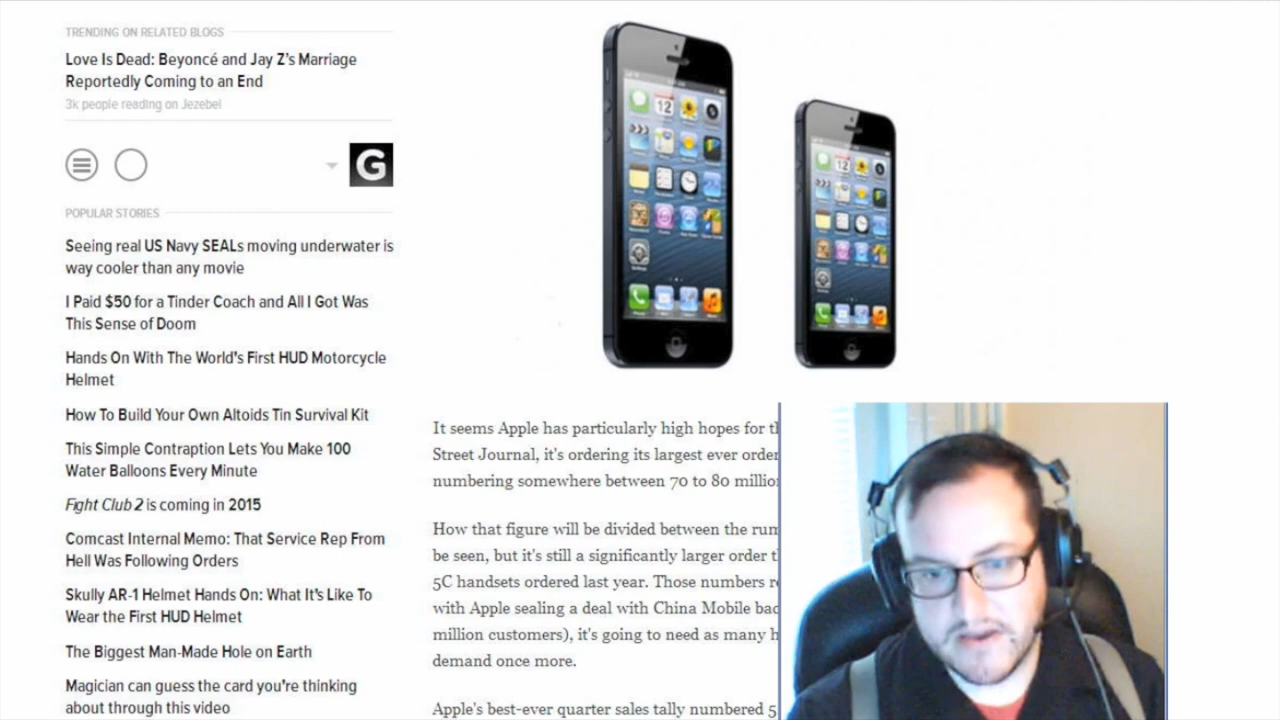 TRENDING ON RELATED BLOGS
Love Is Dead: Beyoncé and Jay Z's Marriage
Reportedly Coming to an End
3k people reading on Jezebel
G
POPULAR STORIES
Seeing real US Navy SEALs moving underwater is
way cooler than any movie
I Paid $50 for a Tinder Coach and All I Got Was
This Sense of Doom
Hands On With The World's First HUD Motorcycle
Helmet
How To Build Your Own Altoids Tin Survival Kit
This Simple Contraption Lets You Make 100
Water Balloons Every Minute
Fight Club 2 is coming in 2015
Comcast Internal Memo: That Service Rep From
Hell Was Following Orders
Skully AR-1 Helmet Hands On: What It's Like To
Wear the First HUD Helmet
The Biggest Man-Made Hole on Earth
Magician can guess the card you're thinking
about through this video
12
12
It seems Apple has particularly high hopes for
Street Journal, it's ordering its largest ever
numbering somewhere between 70 to 80
How that figure will be divided between the
be seen, but it's still a significantly larger order
5C handsets ordered last year. Those numbers
with Apple sealing a deal with China Mobile
million customers), it's going to need as many
demand once more.
Apple's best-ever quarter sales tally numbered